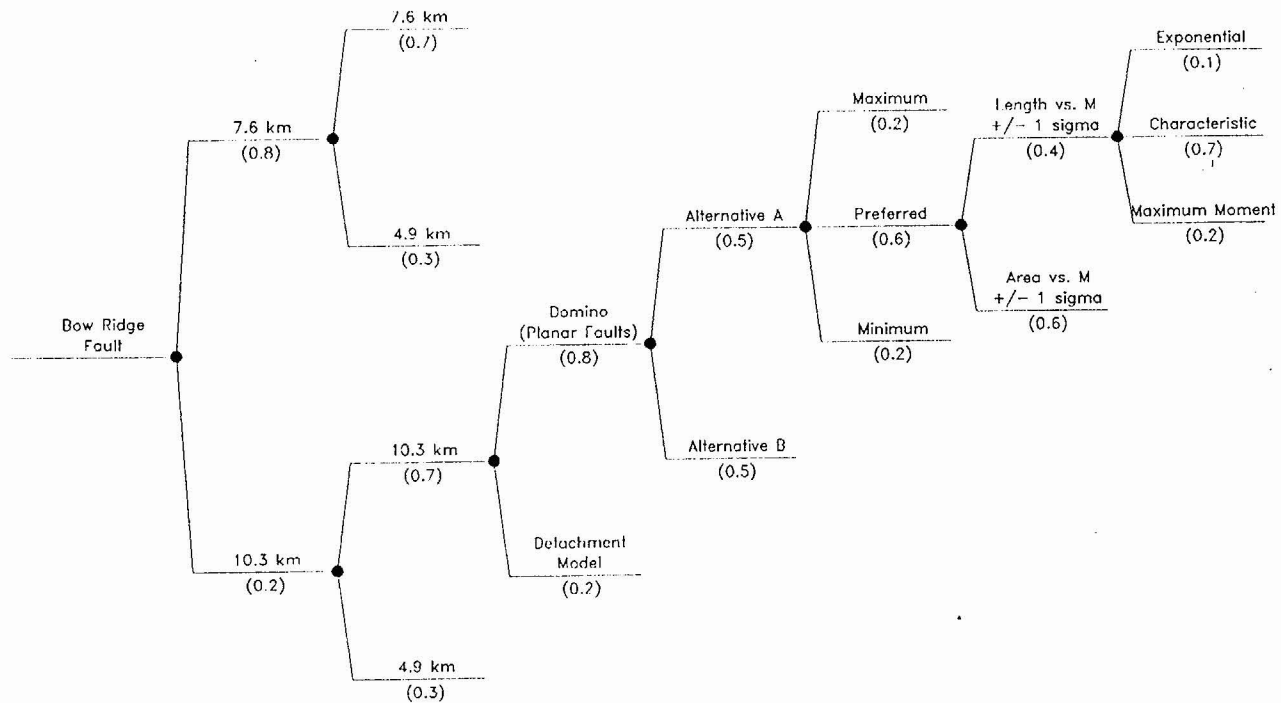 Bow Ridge
Fault
7.6 km
(0.8)
10.3 km
(0.2)
7.6 km
(0.7)
4.9 km
(0.3)
10.3 km
(0.7)
4.9 km
(0.3)
Domino
(Planar Faults)
(0.8)
Detachment
Model
(0.2)
Alternative A
(0.5)
Alternative B
(0.5)
Maximum
(0.2)
Preferred
(0.6)
Minimum
(0.2)
Length vs. M
+/- 1 sigma
(0.4)
Area vs. M
+/- 1 sigma
(0.6)
Exponential
(0.1)
Characteristic
(0.7)
Maximum Moment
(0.2)